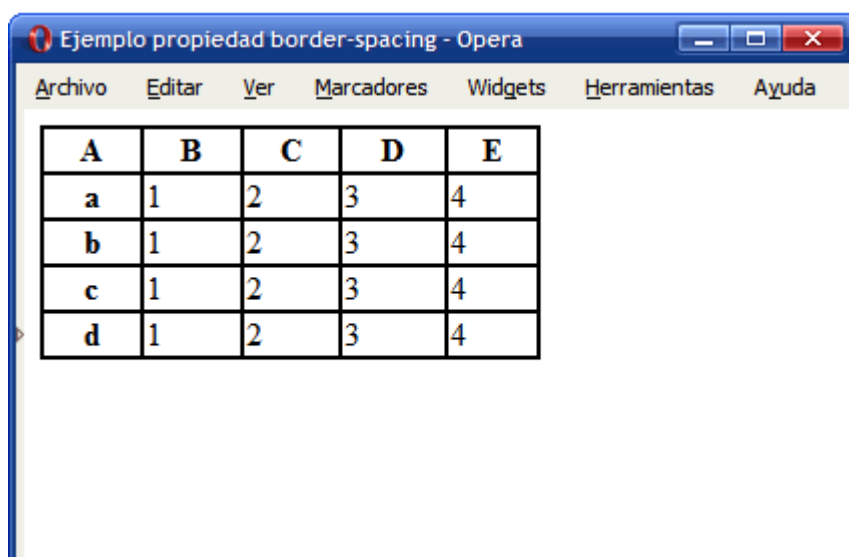 Ejemplo propiedad border-spacing - Opera
Archivo Editar Ver Marcadores Widgets Herramientas Ayuda
A B C D E
a 1 2 3 4
b 1 2 3 4
c 1 2 3 4
d 1 2 3 4